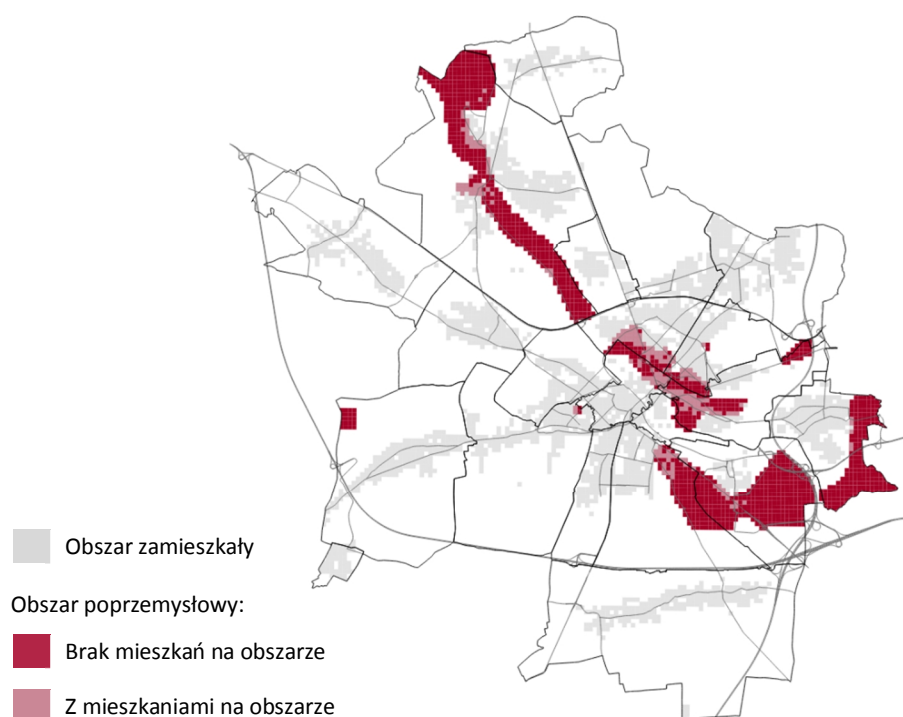 Obszar zamieszkały
Obszar poprzemysłowy:
Brak mieszkań na obszarze
Z mieszkaniami na obszarze